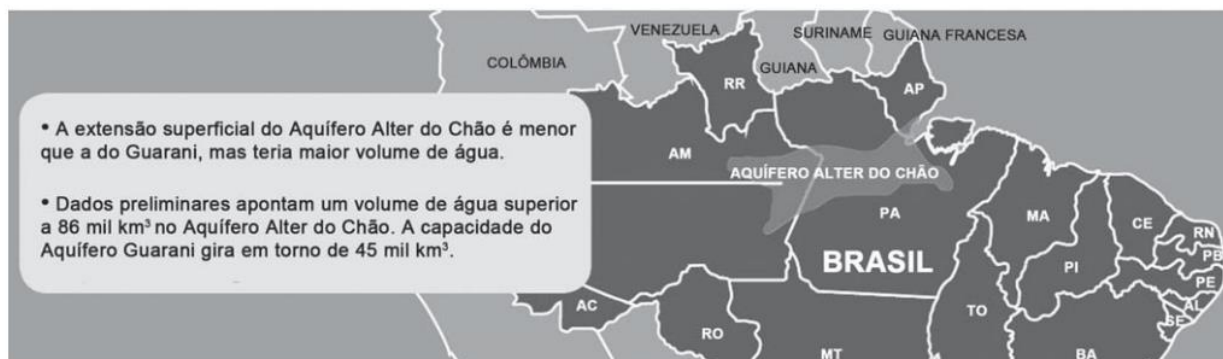 VENEZUELA
SURINAME
GUIANA FRANCESA
COLÔMBIA
GUIANA
RR
AP
• A extensão superficial do Aquífero Alter do Chão é menor
que a do Guarani, mas teria maior volume de água.
• Dados preliminares apontam um volume de água superior
a 86 mil km³ no Aquífero Alter do Chão. A capacidade do
Aquífero Guarani gira em torno de 45 mil km³.
AM
AQUÍFERO ALTER DO CHÃO
PA
MA
CE
RN
PB
PI
PE
BRASIL
AL
SE
AC
TO
RO
MT
BA